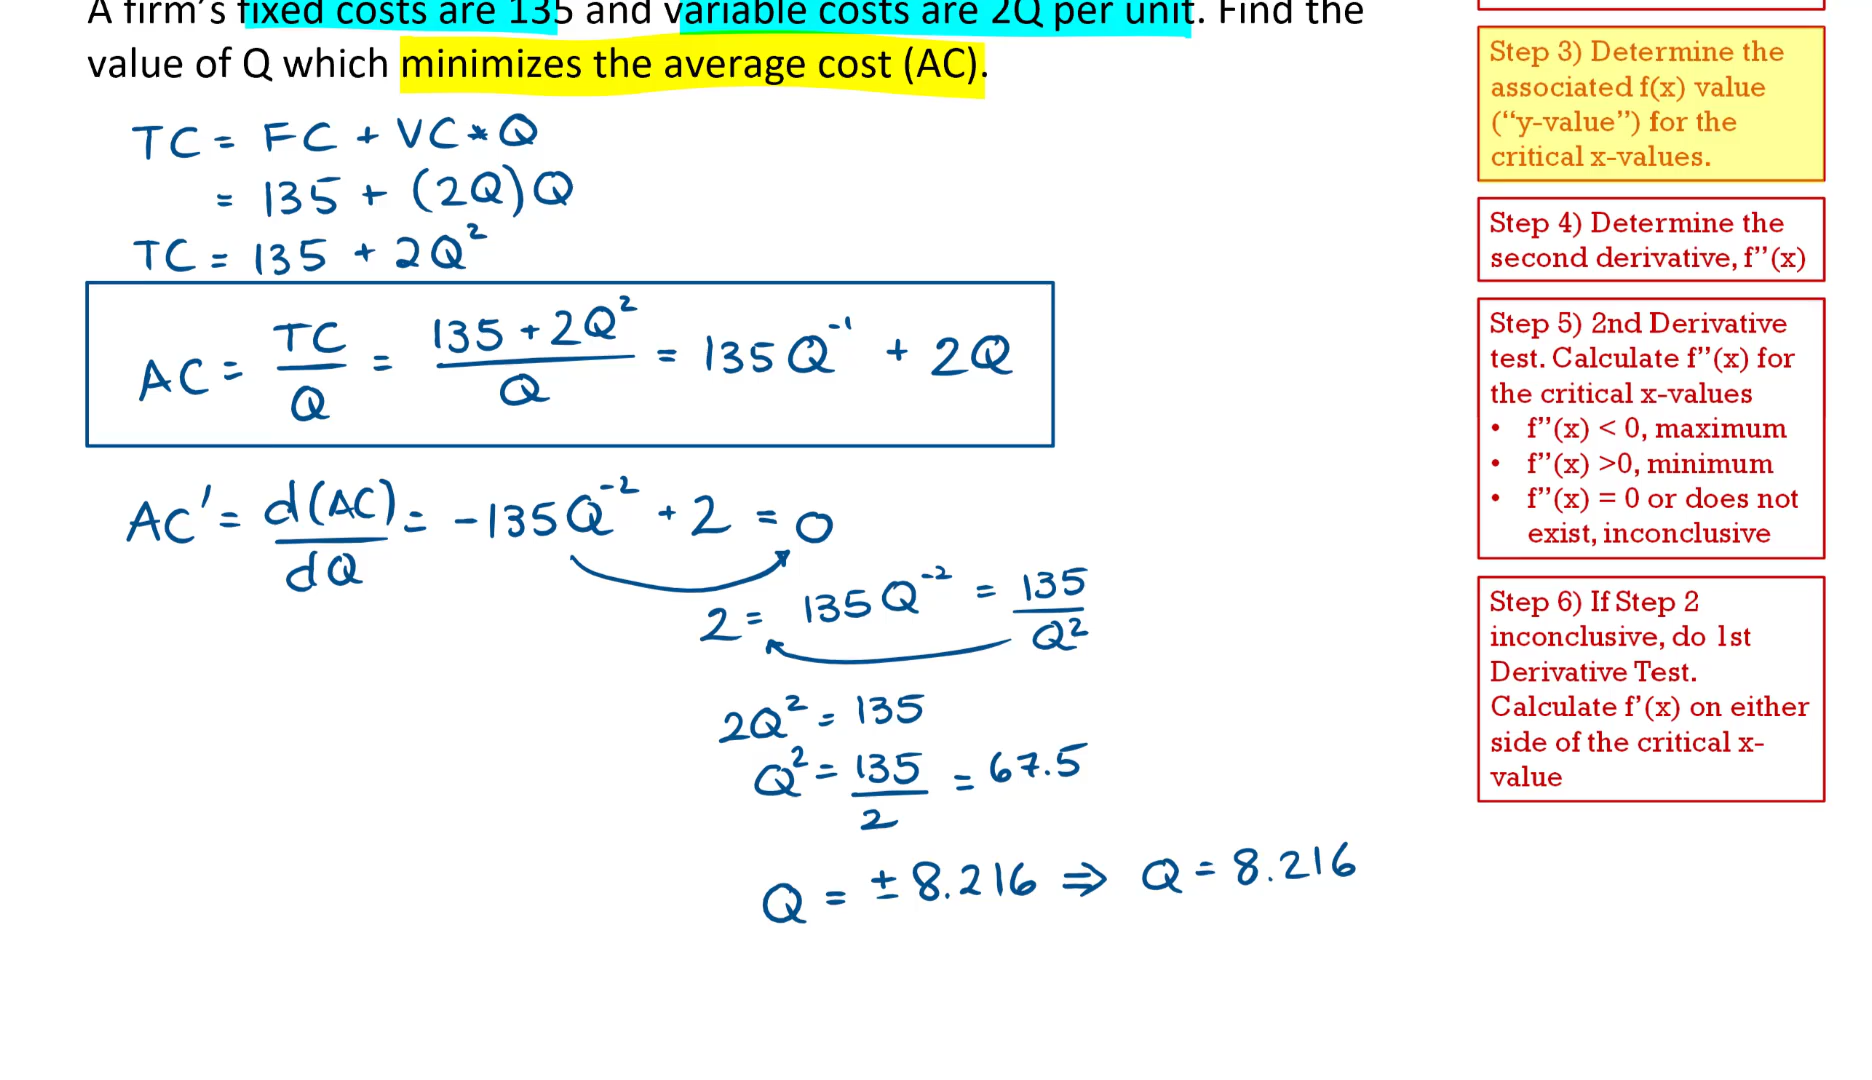 A firm's fixed costs are 135 and variable costs are 2Q per unit. Find the
value of Q which minimizes the average cost (AC).
TC = FC + VC * Q
= 135 + (2Q)Q
TC = 135 + 2Q²
AC = TC/Q = (135 + 2Q²)/Q = 135Q⁻¹ + 2Q
AC' = d(AC)/dQ = -135Q⁻² + 2 = 0
2 = 135Q⁻² = 135/Q²
2Q² = 135
Q² = 135/2 = 67.5
Q = ± 8.216 ⇒ Q = 8.216
Step 3) Determine the
associated f(x) value
(“y-value”) for the
critical x-values.
Step 4) Determine the
second derivative, f”(x)
Step 5) 2nd Derivative
test. Calculate f”(x) for
the critical x-values
• f”(x) < 0, maximum
• f”(x) >0, minimum
• f”(x) = 0 or does not
exist, inconclusive
Step 6) If Step 2
inconclusive, do 1st
Derivative Test.
Calculate f’(x) on either
side of the critical x-
value